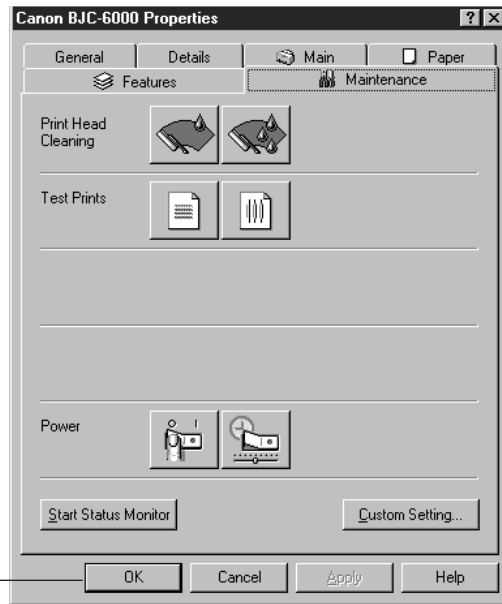 Canon BJC-6000 Properties
General Details Main Paper
Features Maintenance
Print Head
Cleaning
Test Prints
Power
Start Status Monitor Custom Setting...
OK Cancel Apply Help